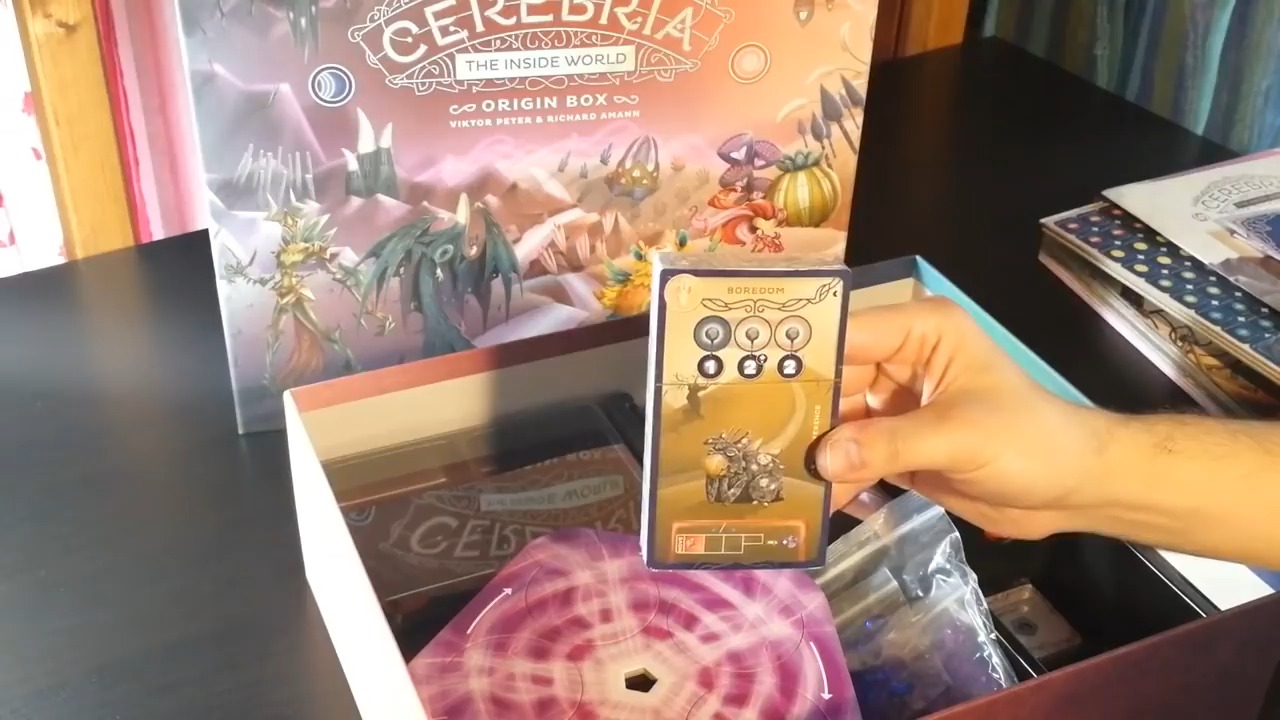 CEREBRIA
THE INSIDE WORLD
ORIGIN BOX
VIKTOR PETER & RICHARD AMANN
BOREDOM
1 2 2
CEREBRIA